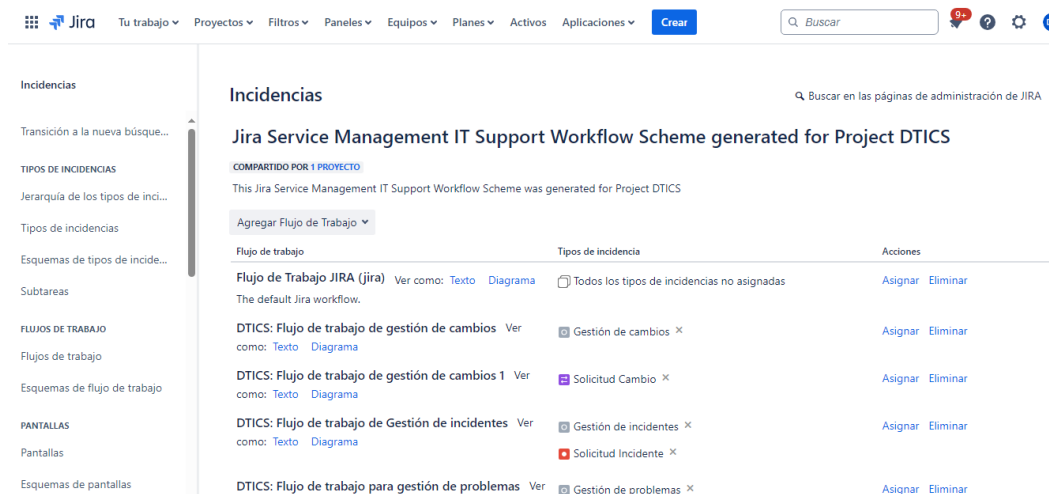 Jira
Tu trabajo
Proyectos
Filtros
Paneles
Equipos
Planes
Activos
Aplicaciones
Crear
Buscar
9+
Incidencias
Transición a la nueva búsque...
TIPOS DE INCIDENCIAS
Jerarquía de los tipos de inci...
Tipos de incidencias
Esquemas de tipos de incide...
Subtareas
FLUJOS DE TRABAJO
Flujos de trabajo
Esquemas de flujo de trabajo
PANTALLAS
Pantallas
Esquemas de pantallas
Incidencias
Buscar en las páginas de administración de JIRA
Jira Service Management IT Support Workflow Scheme generated for Project DTICS
COMPARTIDO POR 1 PROYECTO
This Jira Service Management IT Support Workflow Scheme was generated for Project DTICS
Agregar Flujo de Trabajo
Flujo de trabajo Tipos de incidencia Acciones
Flujo de Trabajo JIRA (jira) Ver como: Texto Diagrama Todos los tipos de incidencias no asignadas Asignar Eliminar
The default Jira workflow.
DTICS: Flujo de trabajo de gestión de cambios Ver Gestión de cambios × Asignar Eliminar
como: Texto Diagrama
DTICS: Flujo de trabajo de gestión de cambios 1 Ver Solicitud Cambio × Asignar Eliminar
como: Texto Diagrama
DTICS: Flujo de trabajo de Gestión de incidentes Ver Gestión de incidentes × Asignar Eliminar
como: Texto Diagrama
Solicitud Incidente ×
DTICS: Flujo de trabajo para gestión de problemas Ver Gestión de problemas × Asignar Eliminar